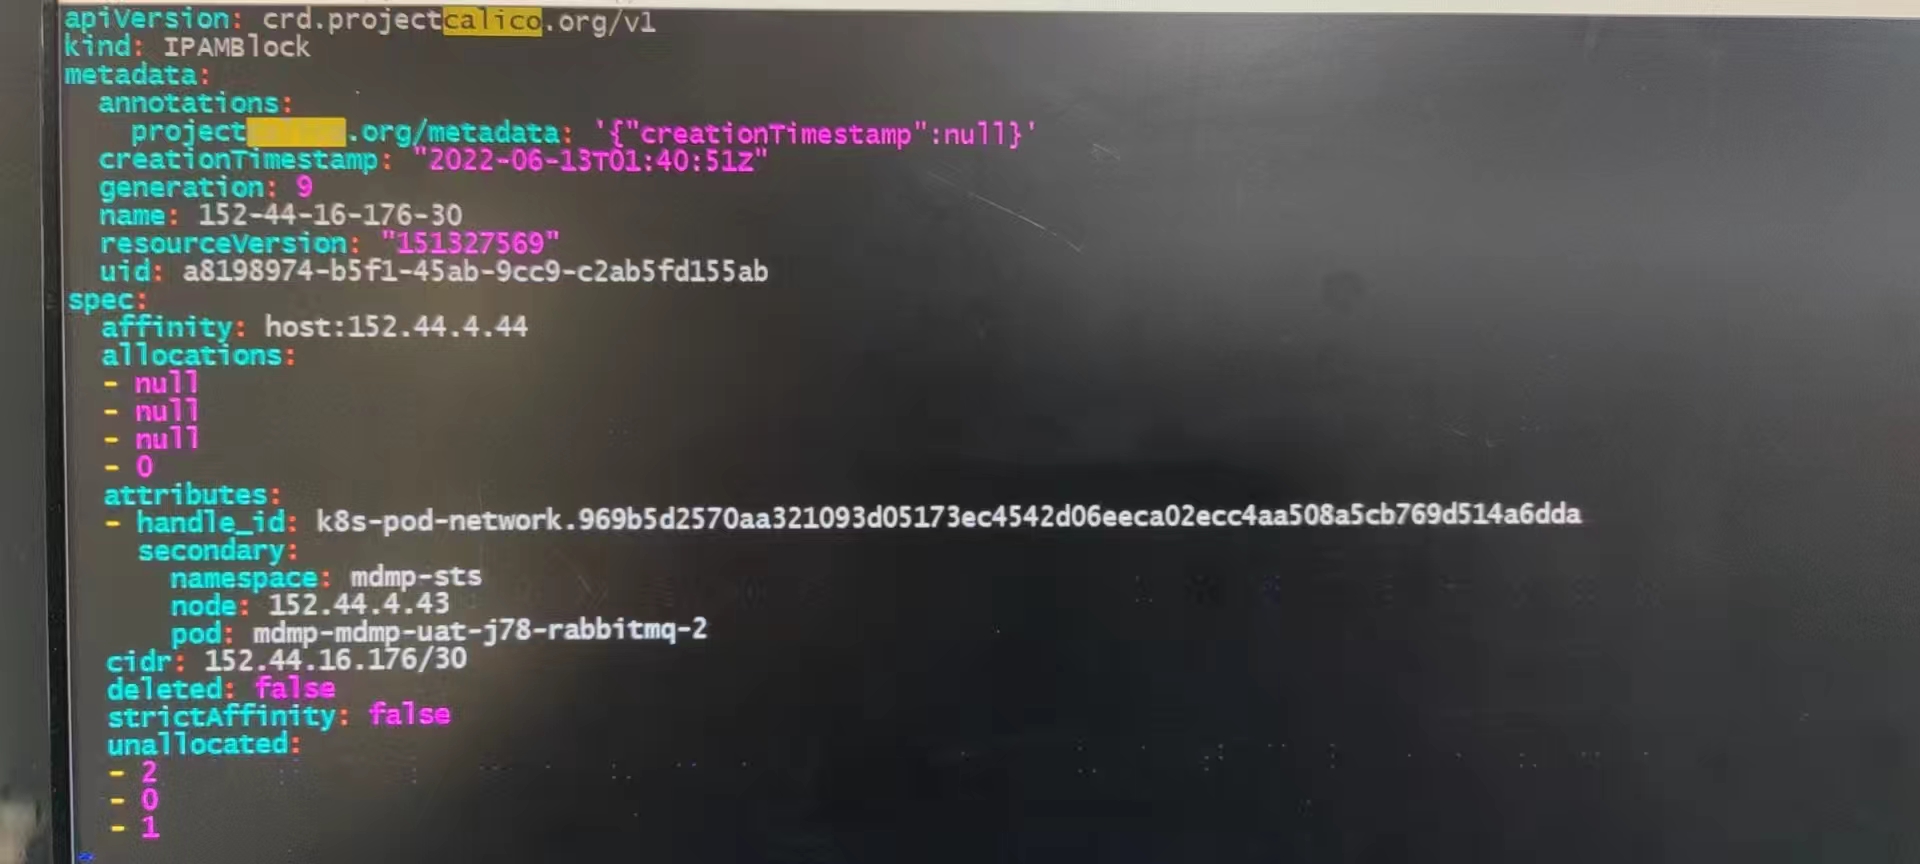 apiVersion: crd.projectcalico.org/v1
kind: IPAMBlock
metadata:
  annotations:
    project.org/metadata: '{"creationTimestamp":null}'
  creationTimestamp: "2022-06-13T01:40:51Z"
  generation: 9
  name: 152-44-16-176-30
  resourceVersion: "151327569"
  uid: a8198974-b5f1-45ab-9cc9-c2ab5fd155ab
spec:
  affinity: host:152.44.4.44
  allocations:
  - null
  - null
  - null
  - 0
  attributes:
  - handle_id: k8s-pod-network.969b5d2570aa321093d05173ec4542d06eeca02ecc4aa508a5cb769d514a6dda
    secondary:
      namespace: mdmp-sts
      node: 152.44.4.43
      pod: mdmp-mdmp-uat-j78-rabbitmq-2
  cidr: 152.44.16.176/30
  deleted: false
  strictAffinity: false
  unallocated:
  - 2
  - 0
  - 1
~